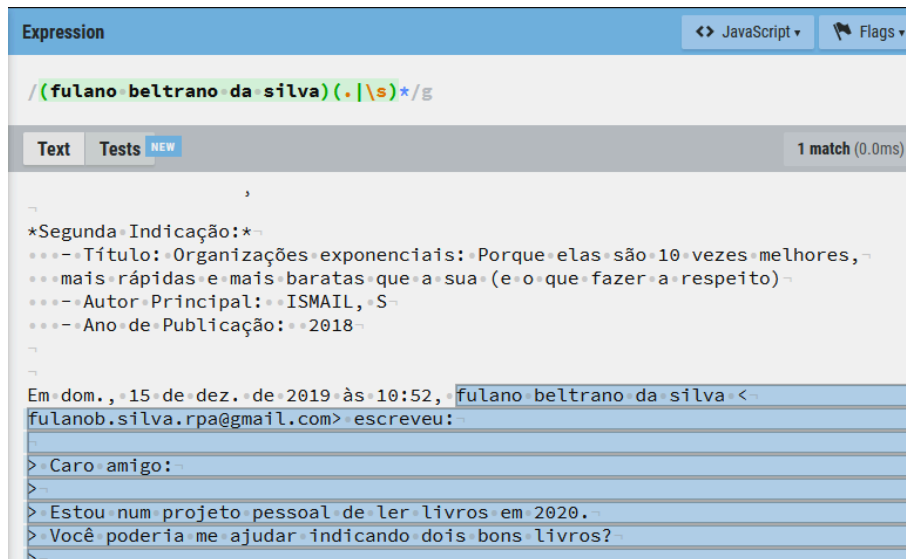 Expression
<> JavaScript ▾ Flags ▾
/(fulano beltrano da silva)(.|\s)*/g
Text Tests NEW 1 match (0.0ms)
,
*Segunda Indicação:*
- Título: Organizações exponenciais: Porque elas são 10 vezes melhores,
mais rápidas e mais baratas que a sua (e o que fazer a respeito)
- Autor Principal: ISMAIL, S
- Ano de Publicação: 2018
Em dom., 15 de dez. de 2019 às 10:52, fulano beltrano da silva <
fulanob.silva.rpa@gmail.com> escreveu:
> Caro amigo:
>
> Estou num projeto pessoal de ler livros em 2020.
> Você poderia me ajudar indicando dois bons livros?
>